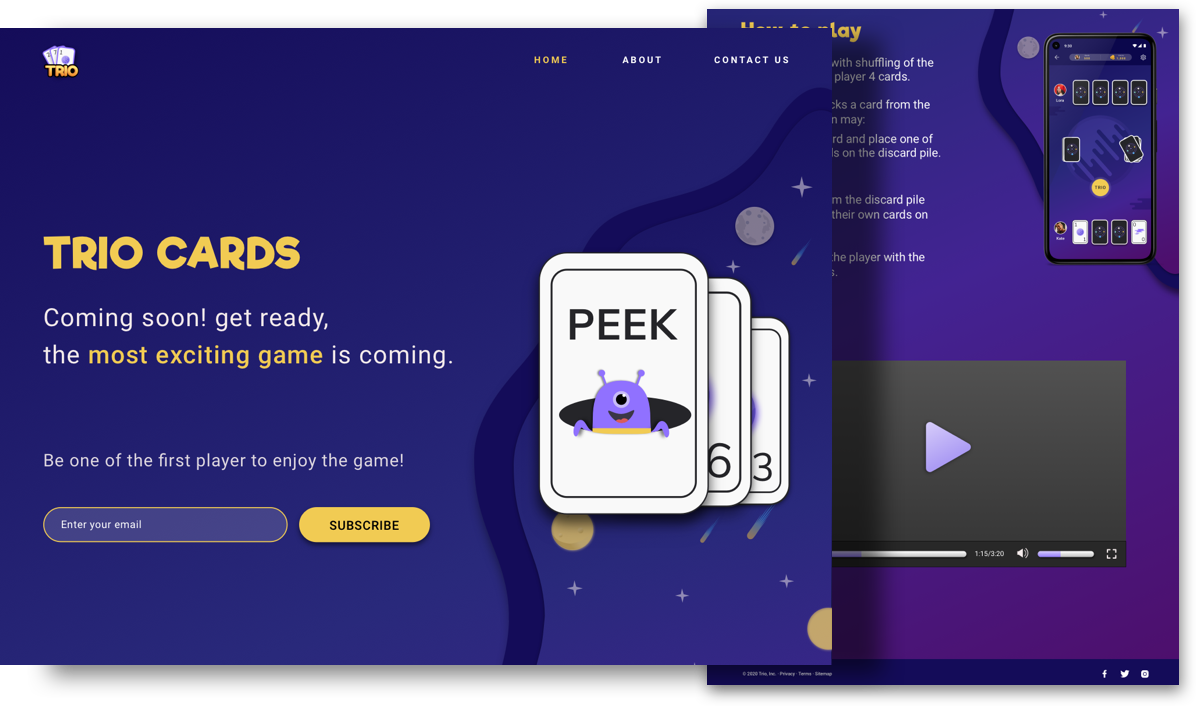 TRIO
HOME
ABOUT
CONTACT US
TRIO CARDS
Coming soon! get ready,
the most exciting game is coming.
Be one of the first player to enjoy the game!
Enter your email
SUBSCRIBE
PEEK
6
3
How to play
with shuffling of the
player 4 cards.
a card from the
may:
and place one of
on the discard pile.
the discard pile
their own cards on
the player with the
9:30
Lara
TRIO
Kate
1:15/3:20
© 2020 Trio, Inc. · Privacy · Terms · Sitemap